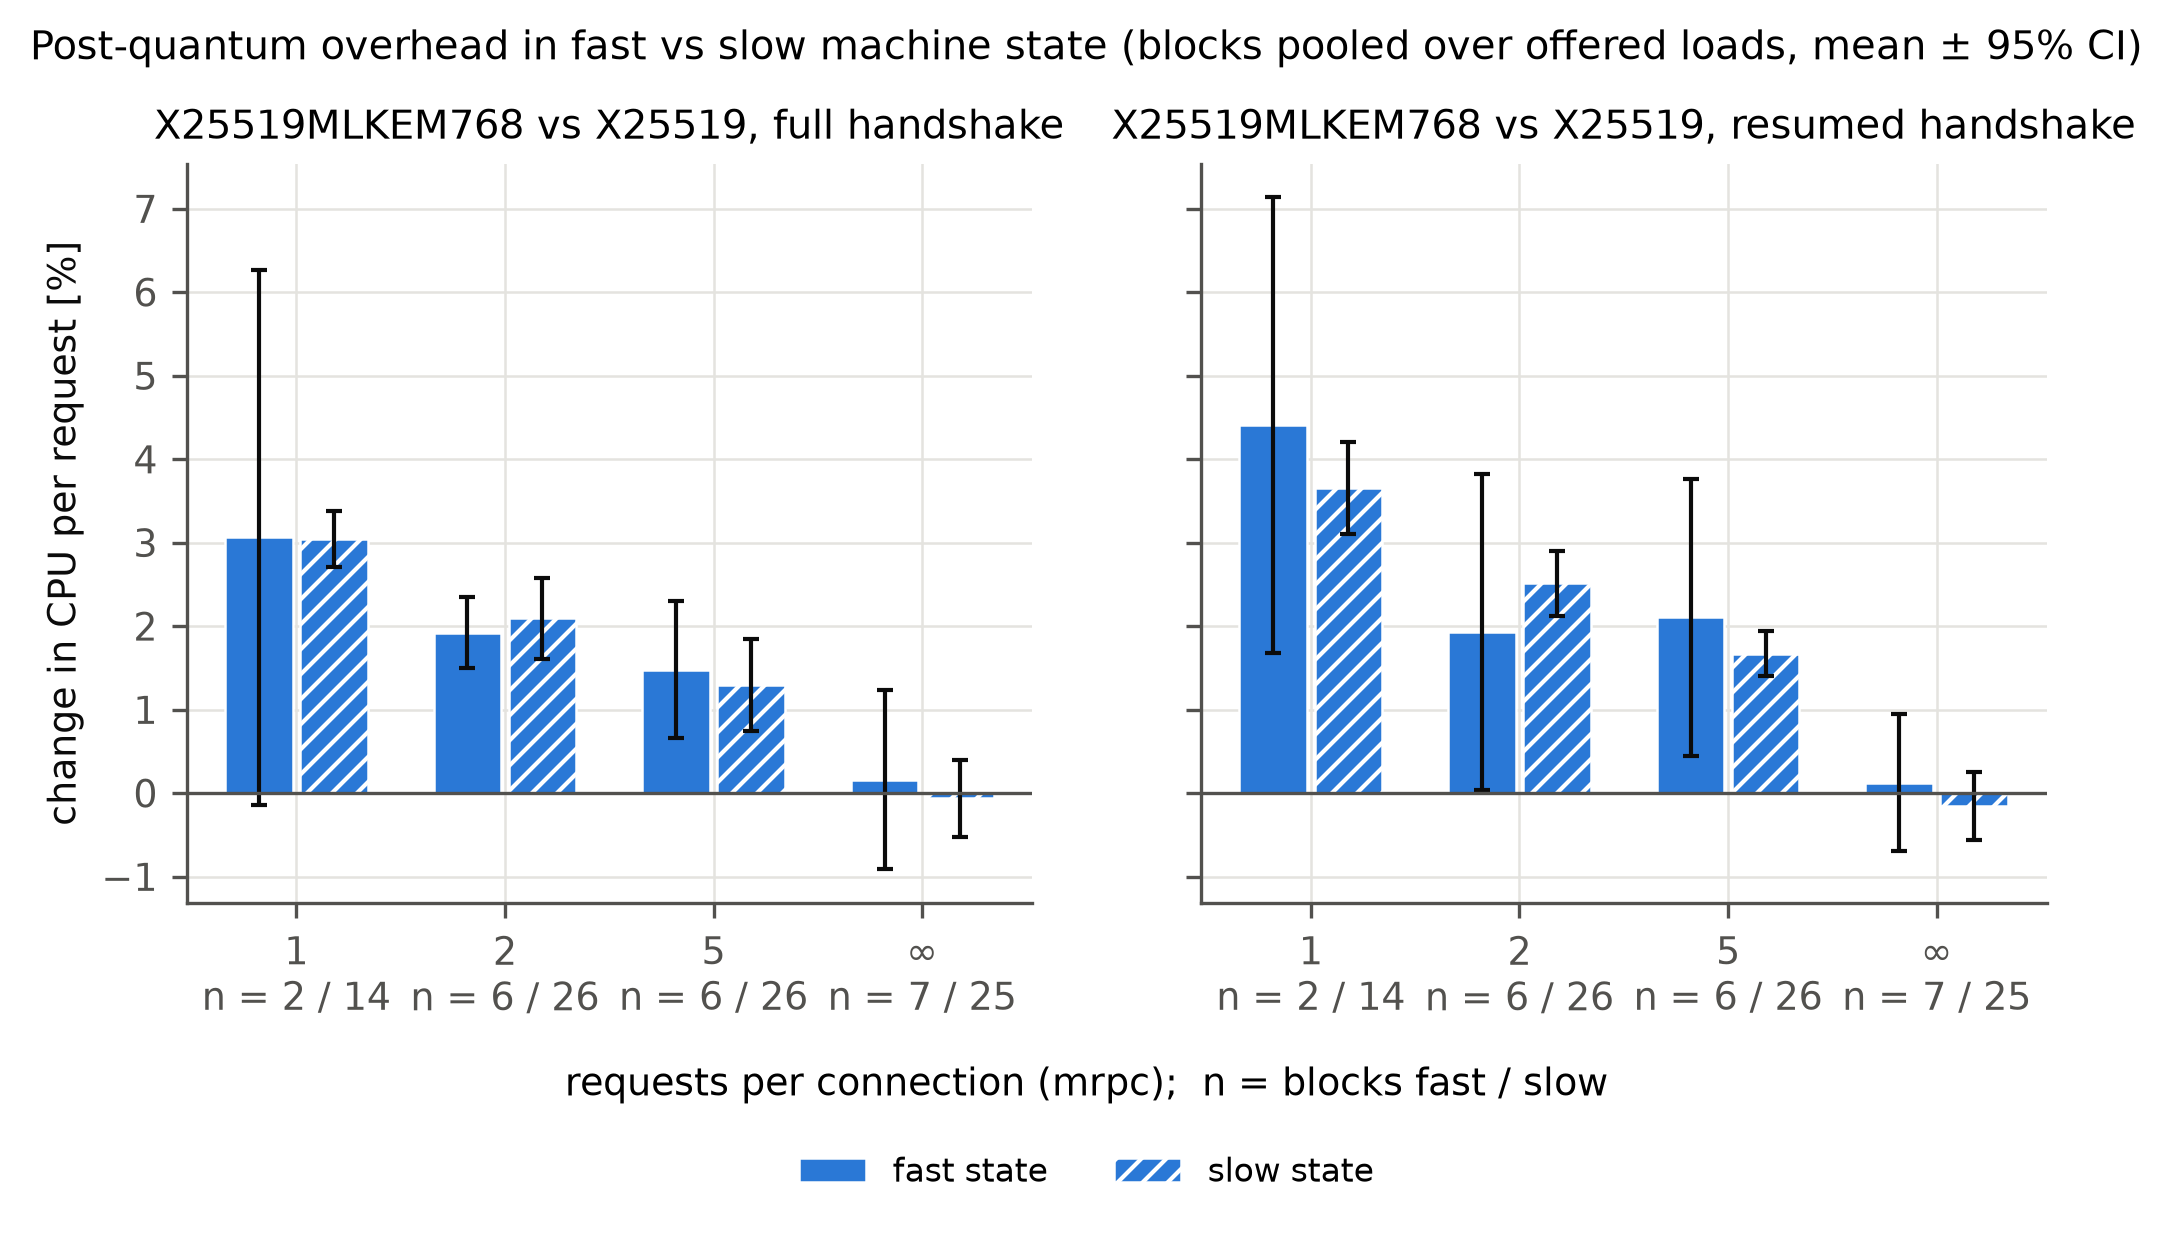 Post-quantum overhead in fast vs slow machine state (blocks pooled over offered loads, mean ± 95% CI)
X25519MLKEM768 vs X25519, full handshake
X25519MLKEM768 vs X25519, resumed handshake
change in CPU per request [%]
7
6
5
4
3
2
1
0
−1
1 2 5 ∞
n = 2 / 14 n = 6 / 26 n = 6 / 26 n = 7 / 25
1 2 5 ∞
n = 2 / 14 n = 6 / 26 n = 6 / 26 n = 7 / 25
requests per connection (mrpc);  n = blocks fast / slow
fast state
slow state